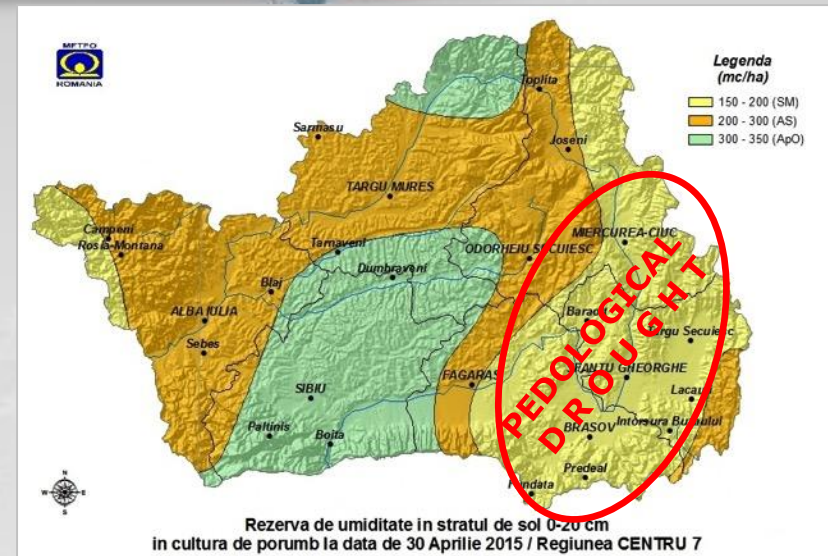 METEO
ROMANIA
Legenda
(mc/ha)
150 - 200 (SM)
200 - 300 (AS)
300 - 350 (ApO)
Toplita
Sarmasu
Joseni
TARGU MURES
MIERCUREA-CIUC
Campeni
Rosia-Montana
Tarnaveni
ODORHEIU SECUIESC
Dumbraveni
Blaj
ALBA IULIA
Baraolt
Targu Secuiesc
Sebes
SFANTU GHEORGHE
FAGARAS
SIBIU
Lacauti
Paltinis
Boita
BRASOV
Intorsura Buzaului
Predeal
Fundata
PEDOLOGICAL
DROUGHT
N
W
E
S
Rezerva de umiditate in stratul de sol 0-20 cm
in cultura de porumb la data de 30 Aprilie 2015 / Regiunea CENTRU 7